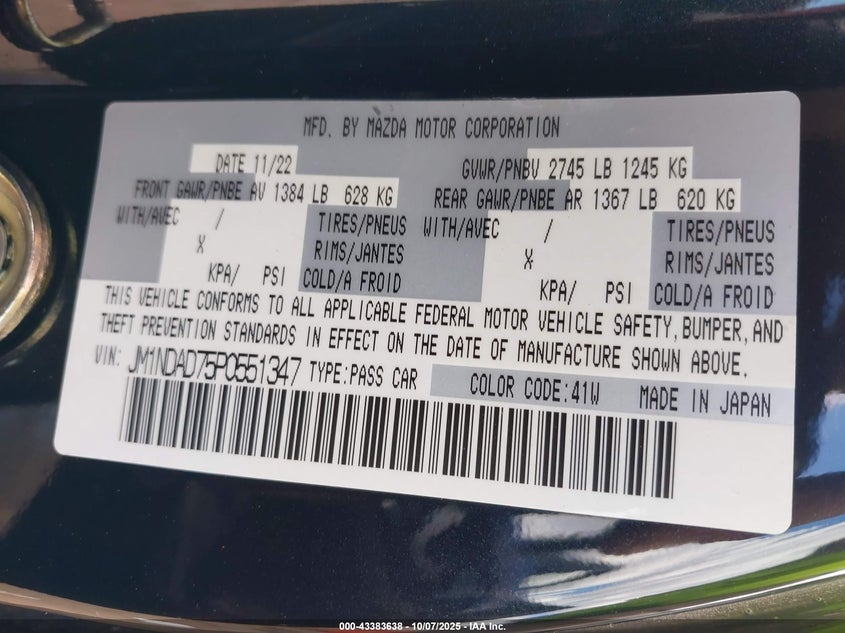 MFD. BY MAZDA MOTOR CORPORATION
DATE 11/22 GVWR/PNBV 2745 LB 1245 KG
FRONT GAWR/PNBE AV 1384 LB 628 KG REAR GAWR/PNBE AR 1367 LB 620 KG
WITH/AVEC / TIRES/PNEUS WITH/AVEC / TIRES/PNEUS
X RIMS/JANTES X RIMS/JANTES
KPA/ PSI COLD/A FROID KPA/ PSI COLD/A FROID
THIS VEHICLE CONFORMS TO ALL APPLICABLE FEDERAL MOTOR VEHICLE SAFETY, BUMPER, AND
THEFT PREVENTION STANDARDS IN EFFECT ON THE DATE OF MANUFACTURE SHOWN ABOVE.
VIN: JM1NDAD75P0551347 TYPE:PASS CAR COLOR CODE:41W MADE IN JAPAN
000-43383638 - 10/07/2025 - IAA Inc.